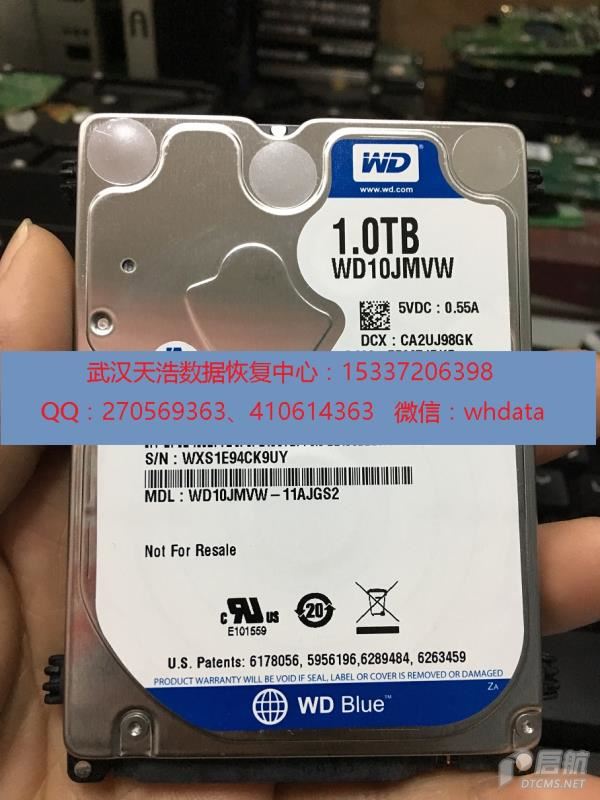 WD
www.wd.com
1.0TB
WD10JMVW
5VDC : 0.55A
DCX : CA2UJ98GK
武汉天浩数据恢复中心：15337206398
QQ：270569363、410614363 微信：whdata
S/N : WXS1E94CK9UY
MDL : WD10JMVW-11AJGS2
Not For Resale
c US
20
E101559
U.S. Patents: 6178056, 5956196,6289484, 6263459
PRODUCT WARRANTY WILL BE VOID IF SEAL, LABEL OR COVER IS REMOVED OR DAMAGED
ZA
WD Blue™
启航
DTCMS.NET